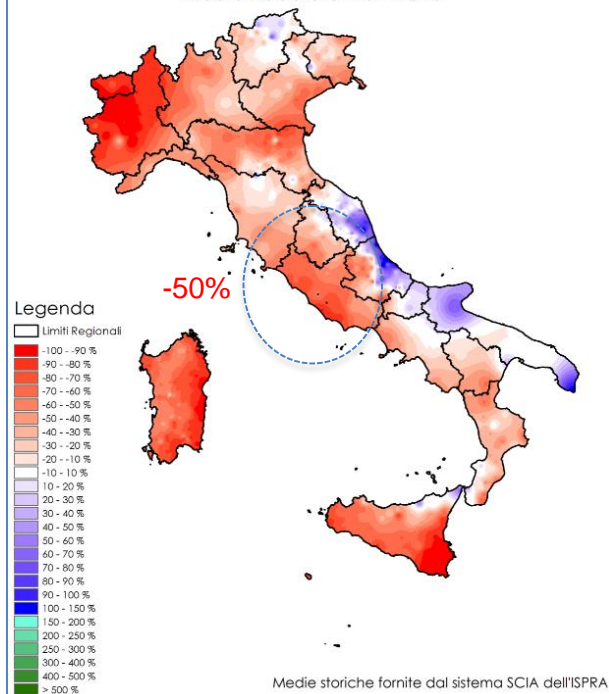 -50%
Legenda
Limiti Regionali
-100 - -90 %
-90 - -80 %
-80 - -70 %
-70 - -60 %
-60 - -50 %
-50 - -40 %
-40 - -30 %
-30 - -20 %
-20 - -10 %
-10 - 10 %
10 - 20 %
20 - 30 %
30 - 40 %
40 - 50 %
50 - 60 %
60 - 70 %
70 - 80 %
80 - 90 %
90 - 100 %
100 - 150 %
150 - 200 %
200 - 250 %
250 - 300 %
300 - 400 %
400 - 500 %
> 500 %
Medie storiche fornite dal sistema SCIA dell'ISPRA